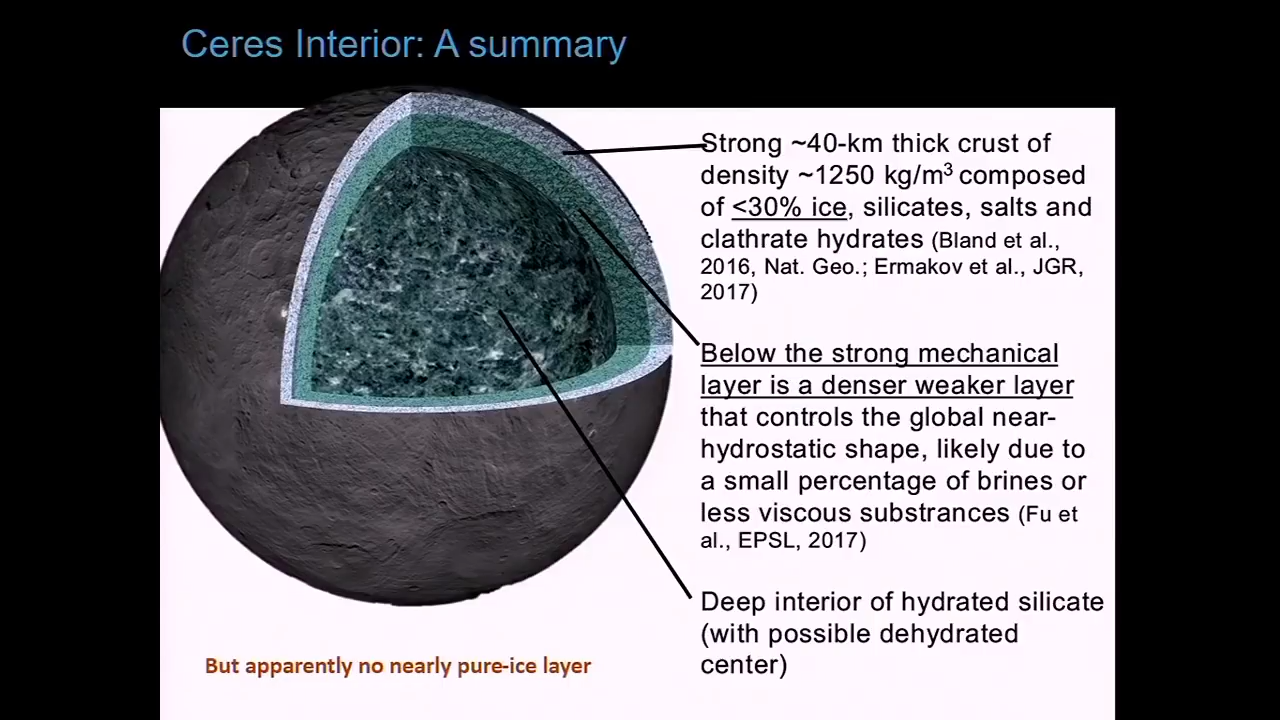 Ceres Interior: A summary
Strong ~40-km thick crust of
density ~1250 kg/m³ composed
of <30% ice, silicates, salts and
clathrate hydrates (Bland et al.,
2016, Nat. Geo.; Ermakov et al., JGR,
2017)
Below the strong mechanical
layer is a denser weaker layer
that controls the global near-
hydrostatic shape, likely due to
a small percentage of brines or
less viscous substrances (Fu et
al., EPSL, 2017)
Deep interior of hydrated silicate
(with possible dehydrated
center)
But apparently no nearly pure-ice layer